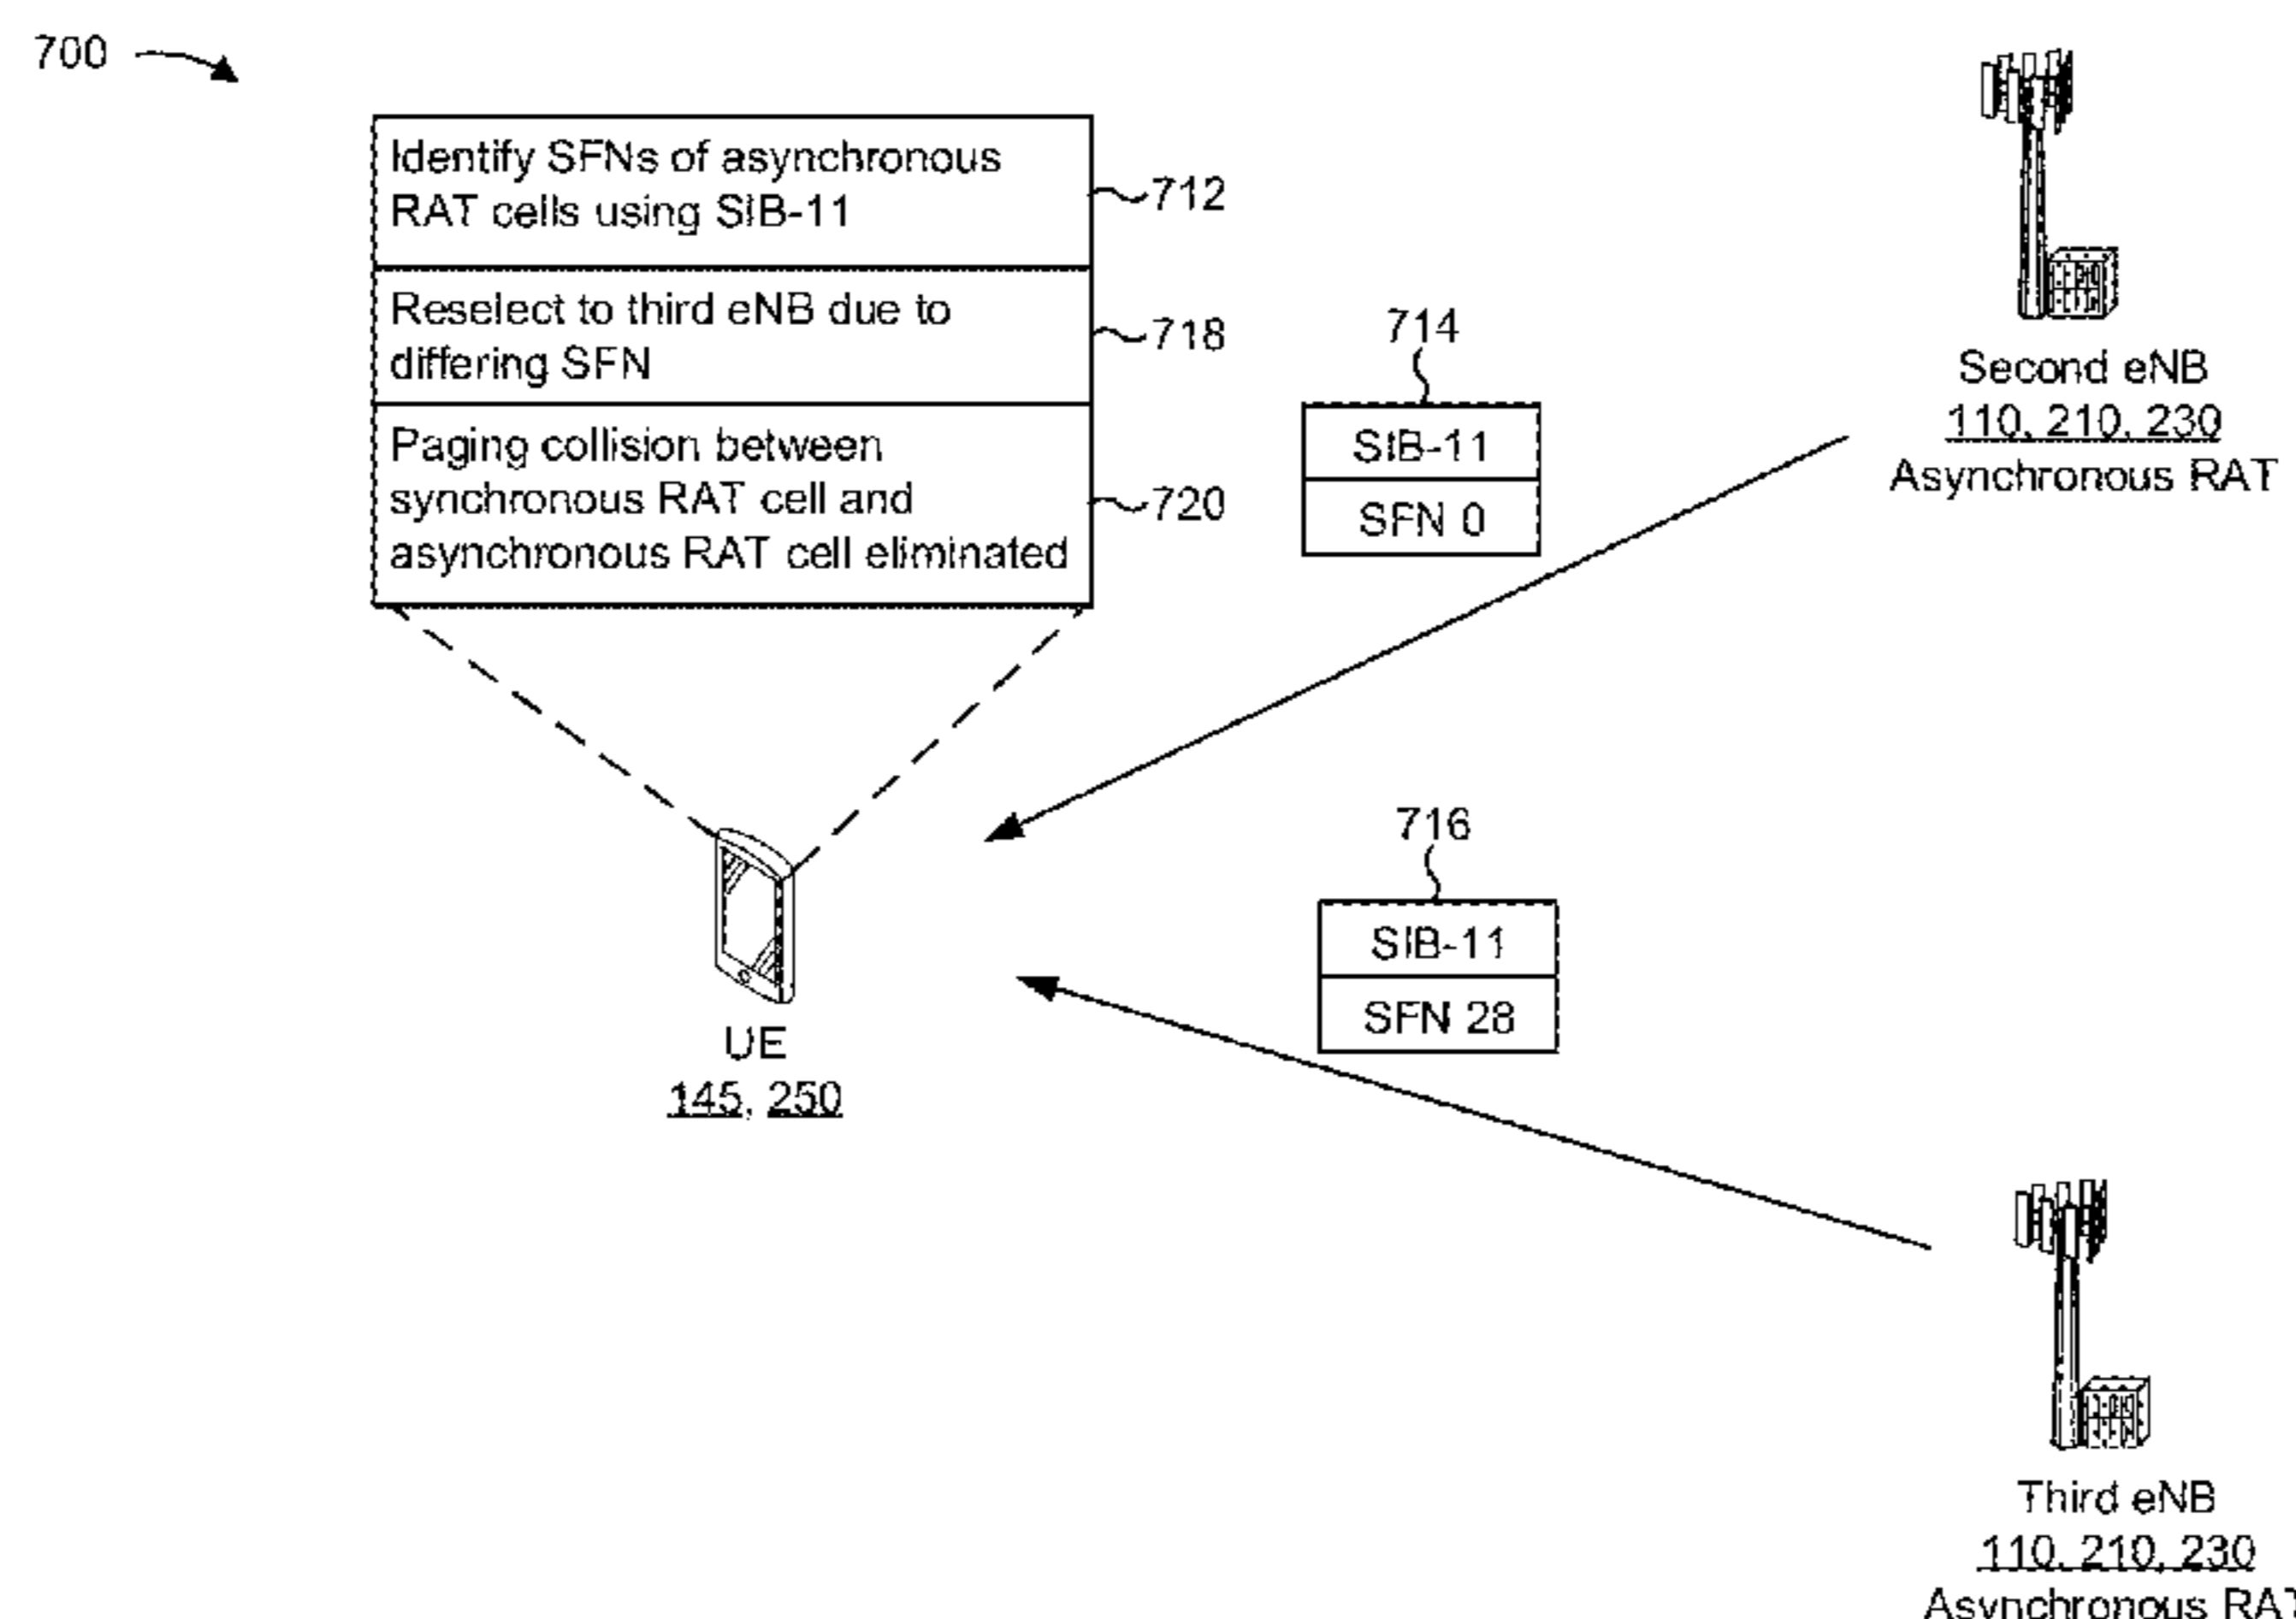 700
Identify SFNs of asynchronous
RAT cells using SIB-11
712
Reselect to third eNB due to
differing SFN
718
Paging collision between
synchronous RAT cell and
asynchronous RAT cell eliminated
720
714
SIB-11
SFN 0
Second eNB
110, 210, 230
Asynchronous RAT
716
SIB-11
SFN 28
UE
145, 250
Third eNB
110, 210, 230
Asynchronous RAT